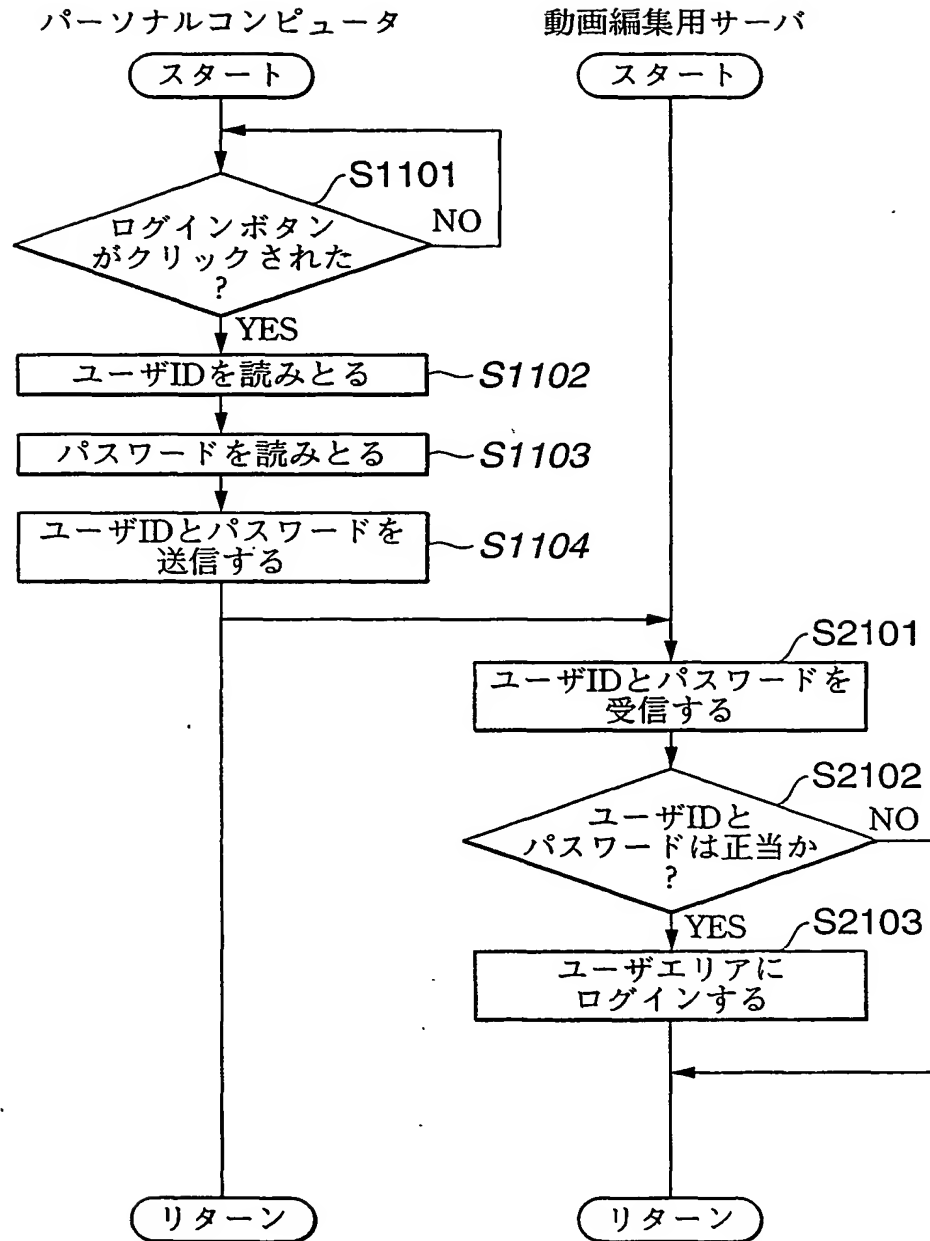 パーソナルコンピュータ
動画編集用サーバ
スタート
スタート
S1101
ログインボタン
がクリックされた
?
NO
YES
ユーザIDを読みとる
S1102
パスワードを読みとる
S1103
ユーザIDとパスワードを
送信する
S1104
S2101
ユーザIDとパスワードを
受信する
S2102
ユーザIDと
パスワードは正当か
?
NO
YES
S2103
ユーザエリアに
ログインする
リターン
リターン